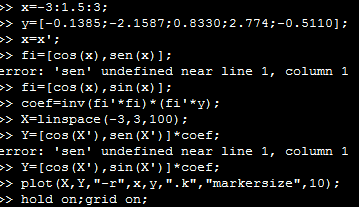 >> x=-3:1.5:3;
>> y=[-0.1385;-2.1587;0.8330;2.774;-0.5110];
>> x=x';
>> fi=[cos(x),sen(x)];
error: 'sen' undefined near line 1, column 1
>> fi=[cos(x),sin(x)];
>> coef=inv(fi'*fi)*(fi'*y);
>> X=linspace(-3,3,100);
>> Y=[cos(X'),sen(X')]*coef;
error: 'sen' undefined near line 1, column 1
>> Y=[cos(X'),sin(X')]*coef;
>> plot(X,Y,"-r",x,y,".k","markersize",10);
>> hold on;grid on;